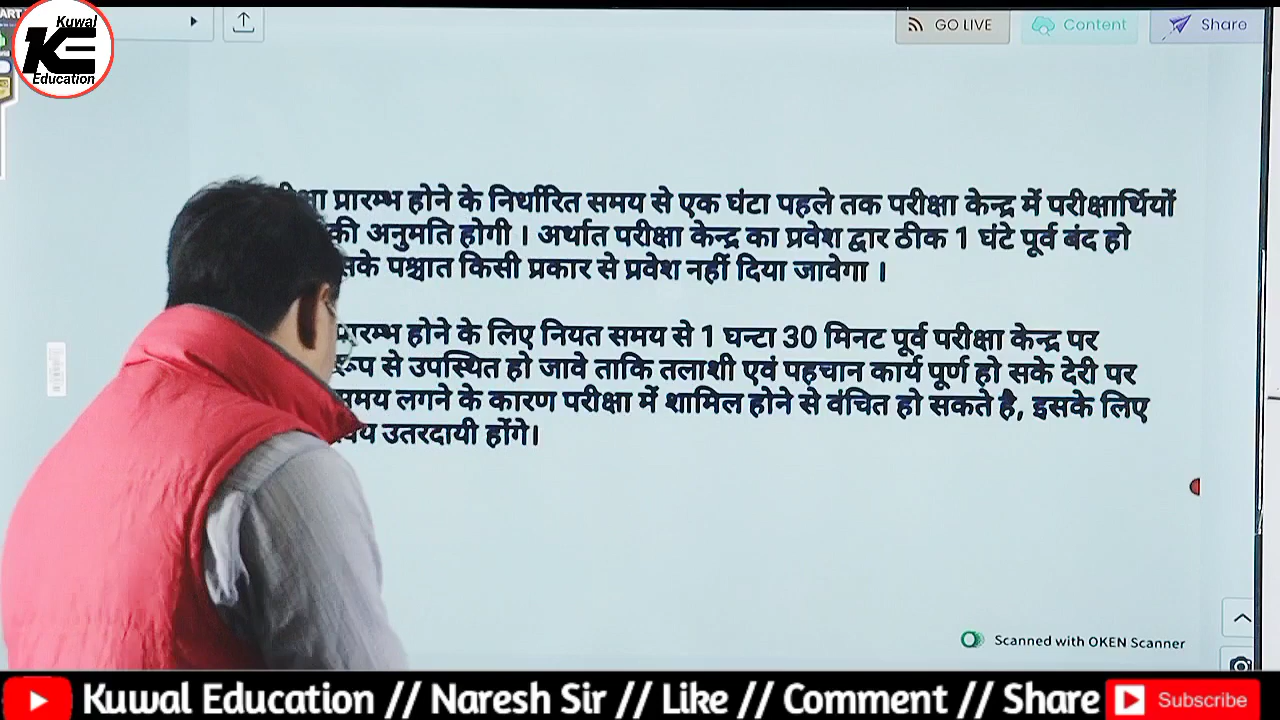 Kuwal
KE
Education
GO LIVE
Content
Share
प्रारम्भ होने के निर्धारित समय से एक घंटा पहले तक परीक्षा केन्द्र में परीक्षार्थियों
की अनुमति होगी । अर्थात परीक्षा केन्द्र का प्रवेश द्वार ठीक 1 घंटे पूर्व बंद हो
पश्चात किसी प्रकार से प्रवेश नहीं दिया जावेगा ।
होने के लिए नियत समय से 1 घन्टा 30 मिनट पूर्व परीक्षा केन्द्र पर
रूप से उपस्थित हो जावे ताकि तलाशी एवं पहचान कार्य पूर्ण हो सके देरी पर
समय लगने के कारण परीक्षा में शामिल होने से वंचित हो सकते है, इसके लिए
उतरदायी होंगे।
Scanned with OKEN Scanner
Kuwal Education // Naresh Sir // Like // Comment // Share
Subscribe